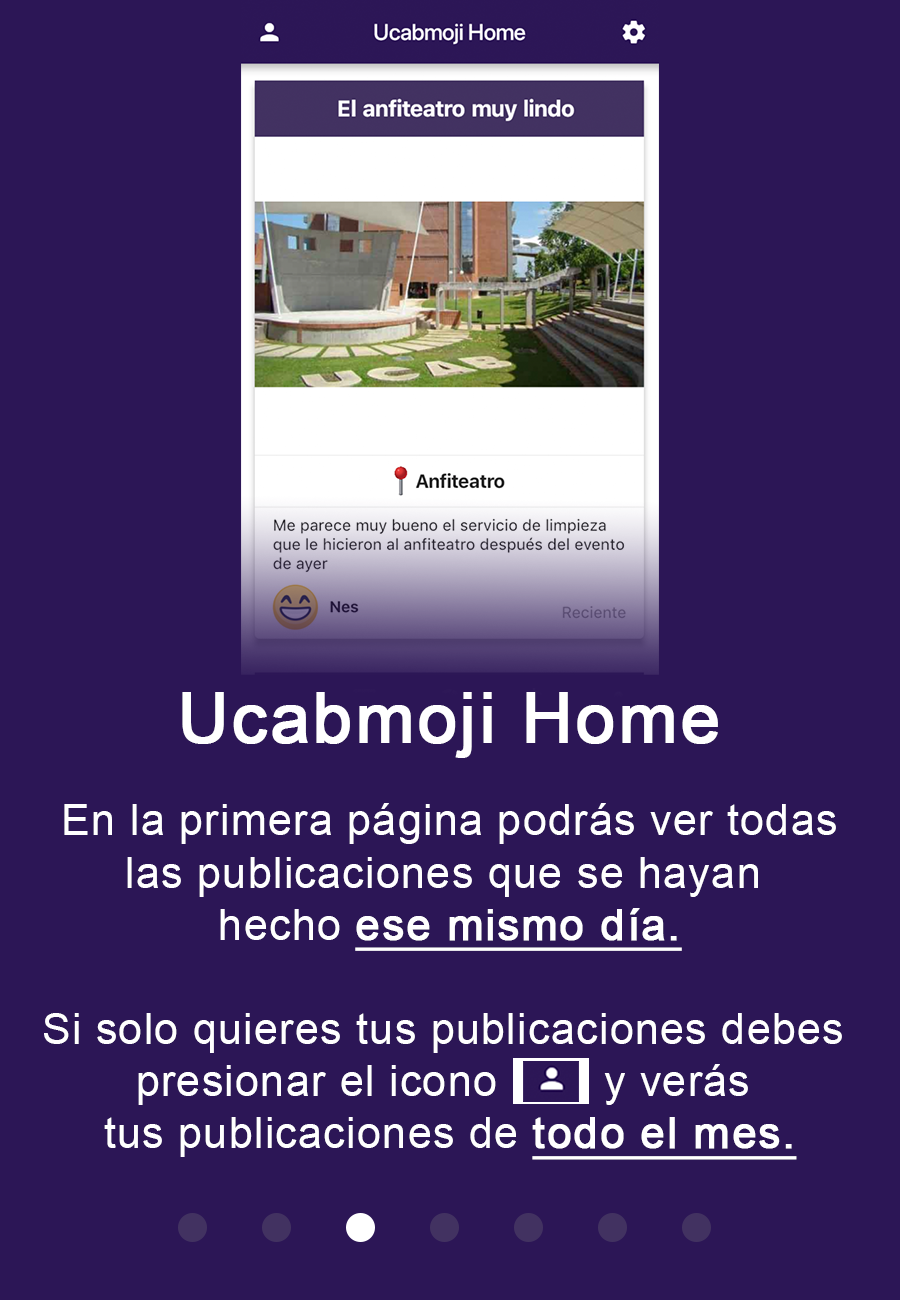 Ucabmoji Home
El anfiteatro muy lindo
UCAB
Anfiteatro
Me parece muy bueno el servicio de limpieza
que le hicieron al anfiteatro después del evento
de ayer
Nes
Reciente
Ucabmoji Home
En la primera página podrás ver todas
las publicaciones que se hayan
hecho ese mismo día.
Si solo quieres tus publicaciones debes
presionar el icono y verás
tus publicaciones de todo el mes.